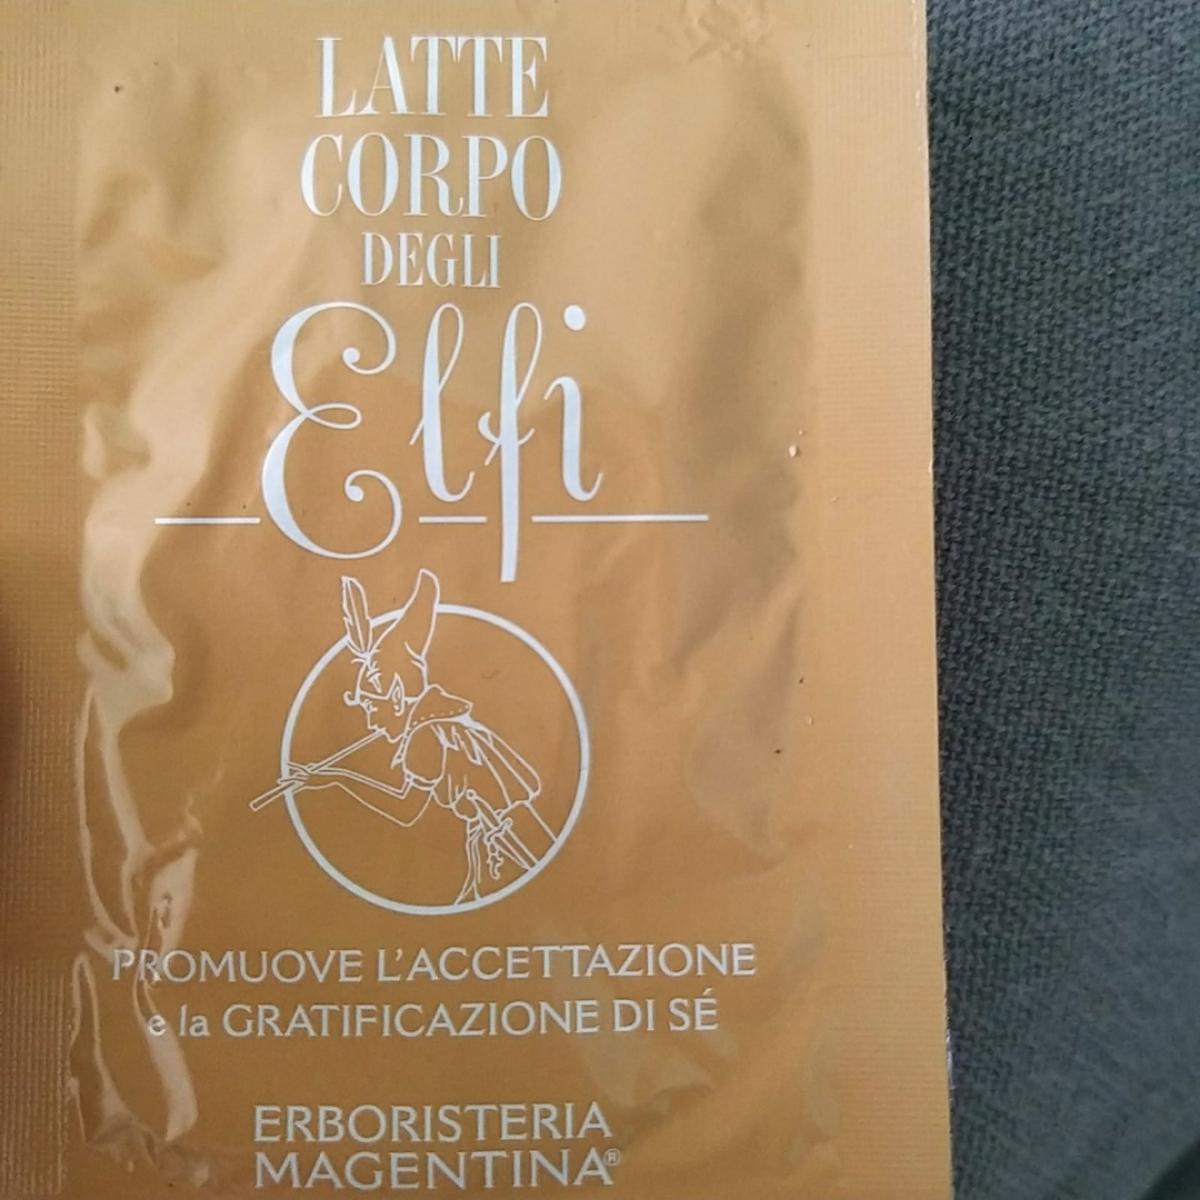 LATTE
CORPO
DEGLI
Elfi
PROMUOVE L'ACCETTAZIONE
e la GRATIFICAZIONE DI SÉ
ERBORISTERIA
MAGENTINA®